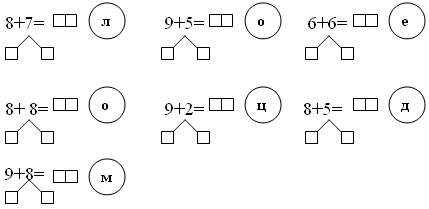 8+7= л 9+5= о 6+6= е
8+ 8= о 9+2= ц 8+5= д
9+8= м